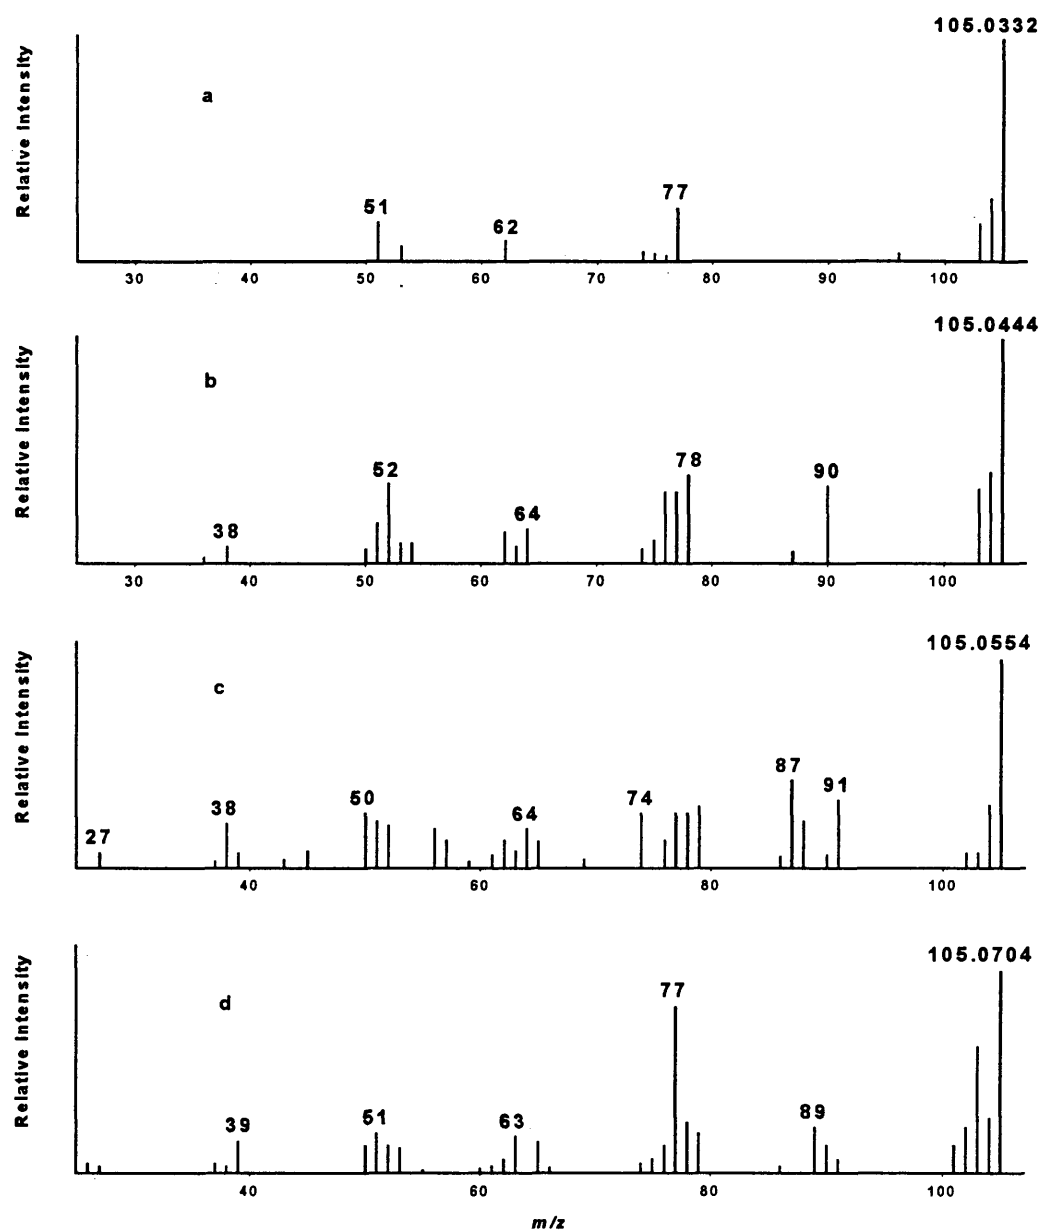 105.0332
Relative Intensity
a
77
51
62
30 40 50 60 70 80 90 100
105.0444
Relative Intensity
b
78
52 90
64
38
30 40 50 60 70 80 90 100
105.0554
Relative Intensity
c
87
91
50 74
38
64
27
40 60 80 100
105.0704
Relative Intensity
d
77
51
63
39 89
40 60 80 100
m/z